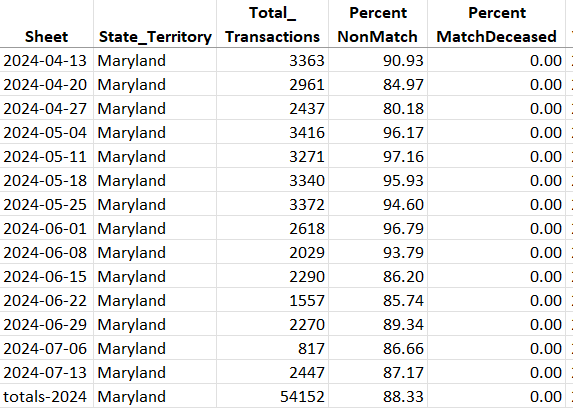 Total_ Percent Percent
Sheet State_Territory Transactions NonMatch MatchDeceased
2024-04-13 Maryland 3363 90.93 0.00
2024-04-20 Maryland 2961 84.97 0.00
2024-04-27 Maryland 2437 80.18 0.00
2024-05-04 Maryland 3416 96.17 0.00
2024-05-11 Maryland 3271 97.16 0.00
2024-05-18 Maryland 3340 95.93 0.00
2024-05-25 Maryland 3372 94.60 0.00
2024-06-01 Maryland 2618 96.79 0.00
2024-06-08 Maryland 2029 93.79 0.00
2024-06-15 Maryland 2290 86.20 0.00
2024-06-22 Maryland 1557 85.74 0.00
2024-06-29 Maryland 2270 89.34 0.00
2024-07-06 Maryland 817 86.66 0.00
2024-07-13 Maryland 2447 87.17 0.00
totals-2024 Maryland 54152 88.33 0.00